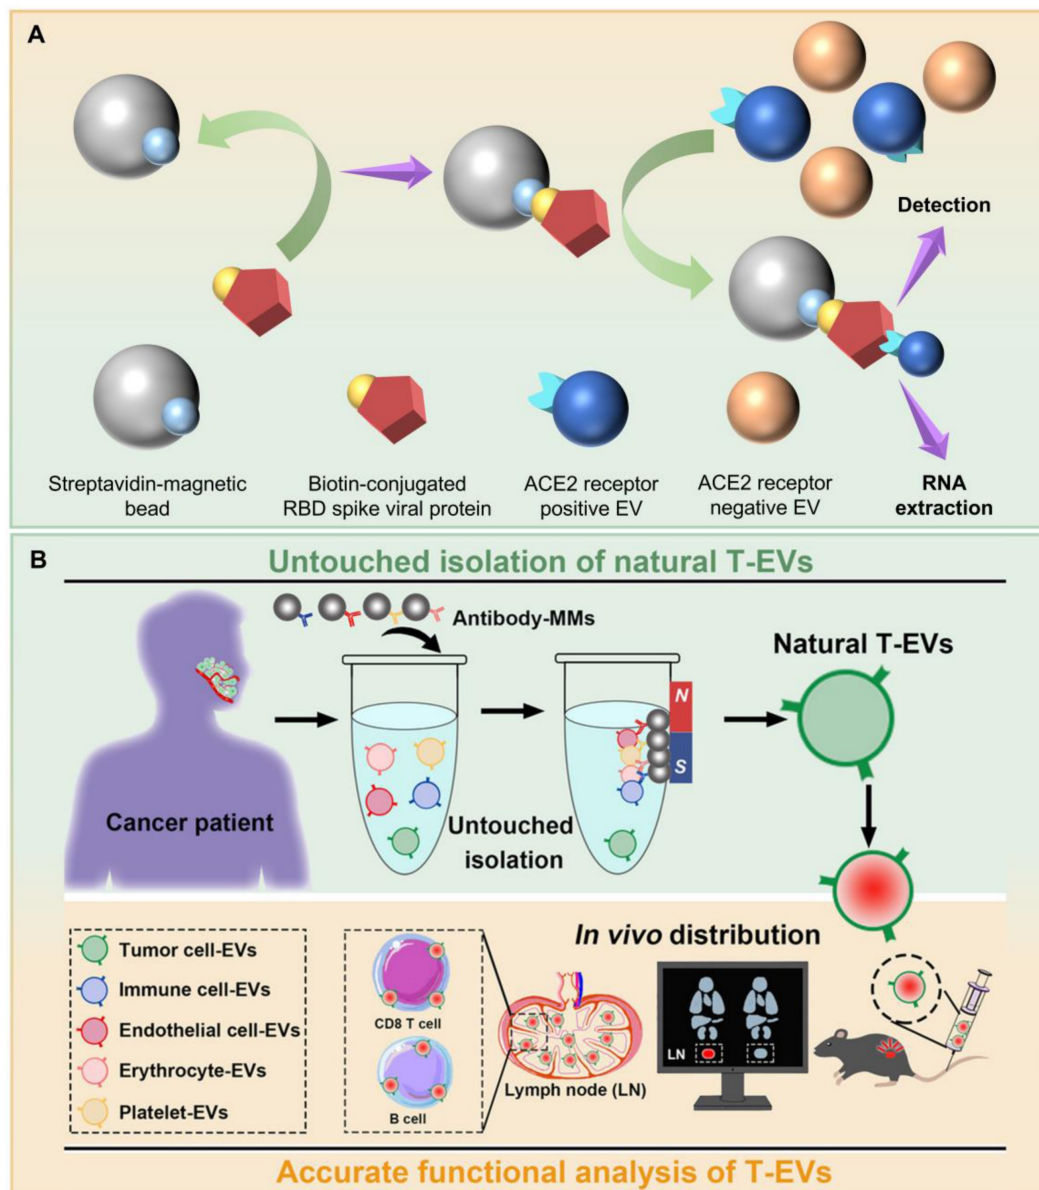 A
Detection
Streptavidin-magnetic
bead
Biotin-conjugated
RBD spike viral protein
ACE2 receptor
positive EV
ACE2 receptor
negative EV
RNA
extraction
B
Untouched isolation of natural T-EVs
Antibody-MMs
Natural T-EVs
N
S
Cancer patient
Untouched
isolation
In vivo distribution
Tumor cell-EVs
Immune cell-EVs
Endothelial cell-EVs
Erythrocyte-EVs
Platelet-EVs
CD8 T cell
B cell
Lymph node (LN)
LN
Accurate functional analysis of T-EVs